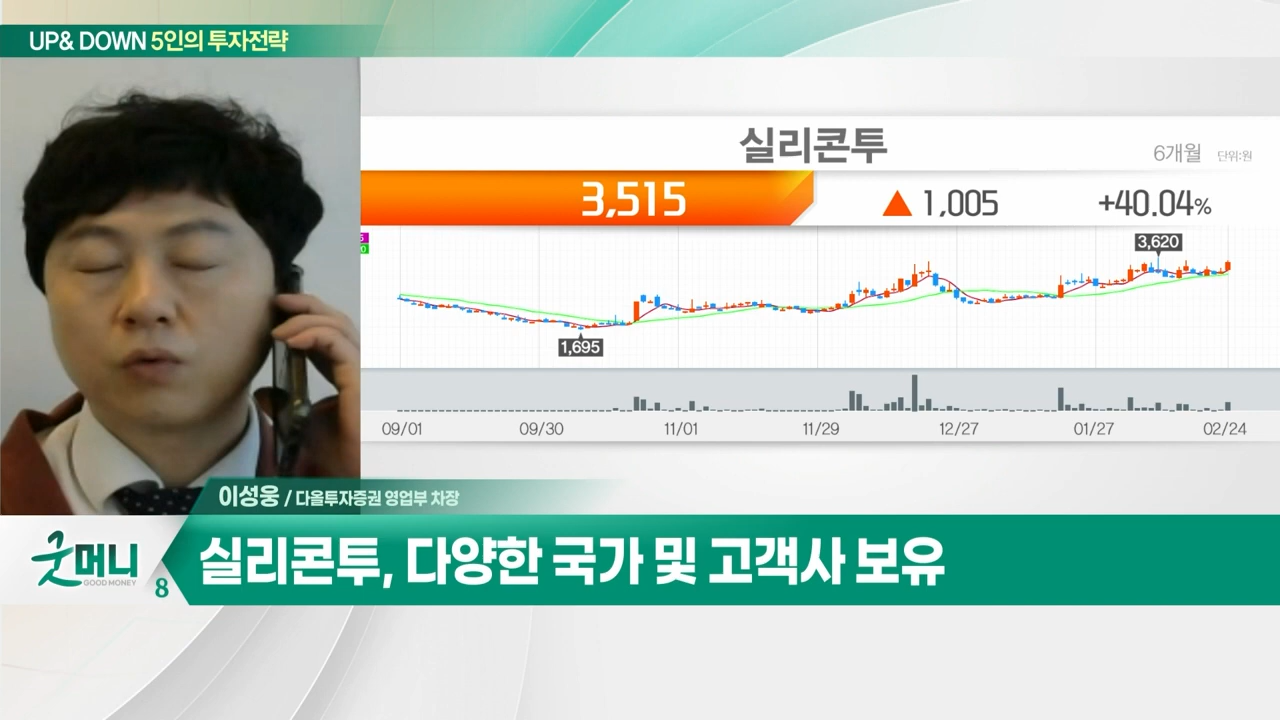 UP& DOWN 5인의 투자전략
실리콘투
6개월 단위:원
3,515 ▲ 1,005 +40.04%
3,620
1,695
09/01 09/30 11/01 11/29 12/27 01/27 02/24
이성웅 / 다올투자증권 영업부 차장
굿머니
GOOD MONEY
8
실리콘투, 다양한 국가 및 고객사 보유